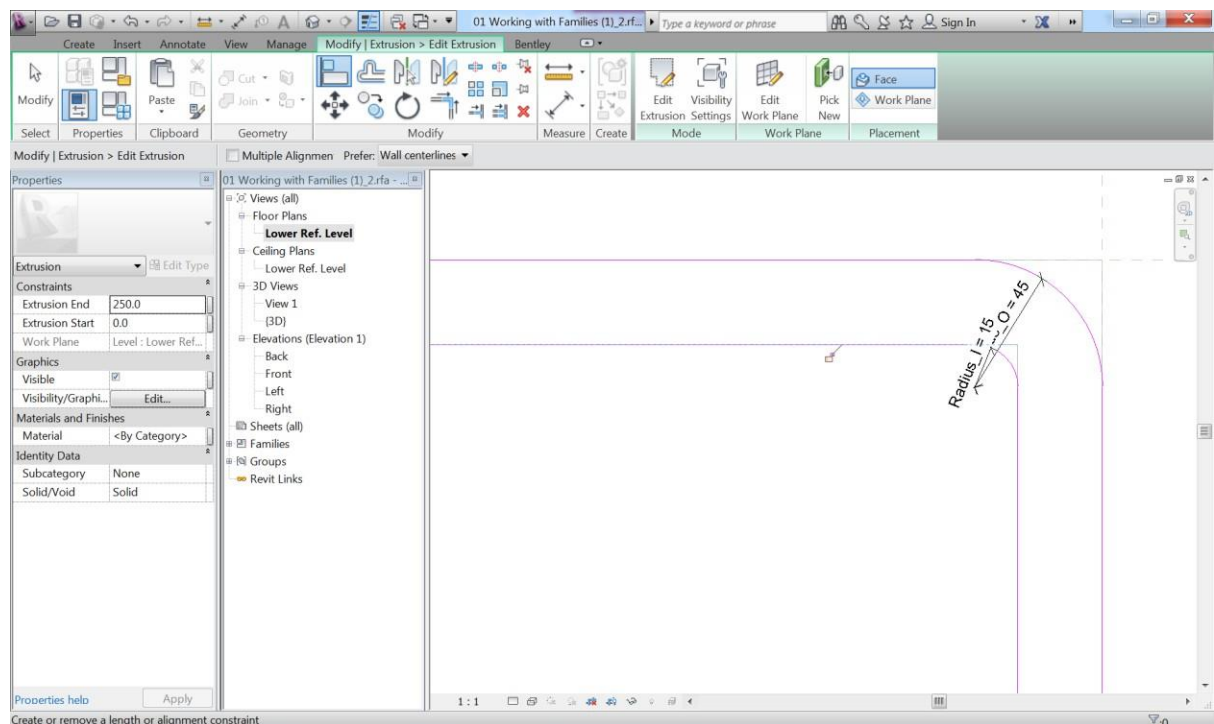 01 Working with Families (1)_2.rf... Type a keyword or phrase Sign In
Create Insert Annotate View Manage Modify | Extrusion > Edit Extrusion Bentley
Modify Paste Cut Join Edit Extrusion Visibility Settings Edit Work Plane Pick New Face Work Plane
Select Properties Clipboard Geometry Modify Measure Create Mode Work Plane Placement
Modify | Extrusion > Edit Extrusion Multiple Alignmen Prefer: Wall centerlines
Properties
Extrusion Edit Type
Constraints
Extrusion End 250.0
Extrusion Start 0.0
Work Plane Level : Lower Ref...
Graphics
Visible
Visibility/Graphi... Edit...
Materials and Finishes
Material <By Category>
Identity Data
Subcategory None
Solid/Void Solid
Properties help Apply
01 Working with Families (1)_2.rfa - ...
Views (all)
Floor Plans
Lower Ref. Level
Ceiling Plans
Lower Ref. Level
3D Views
View 1
{3D}
Elevations (Elevation 1)
Back
Front
Left
Right
Sheets (all)
Families
Groups
Revit Links
Radius_I = 15
_O = 45
1 : 1
Create or remove a length or alignment constraint :0